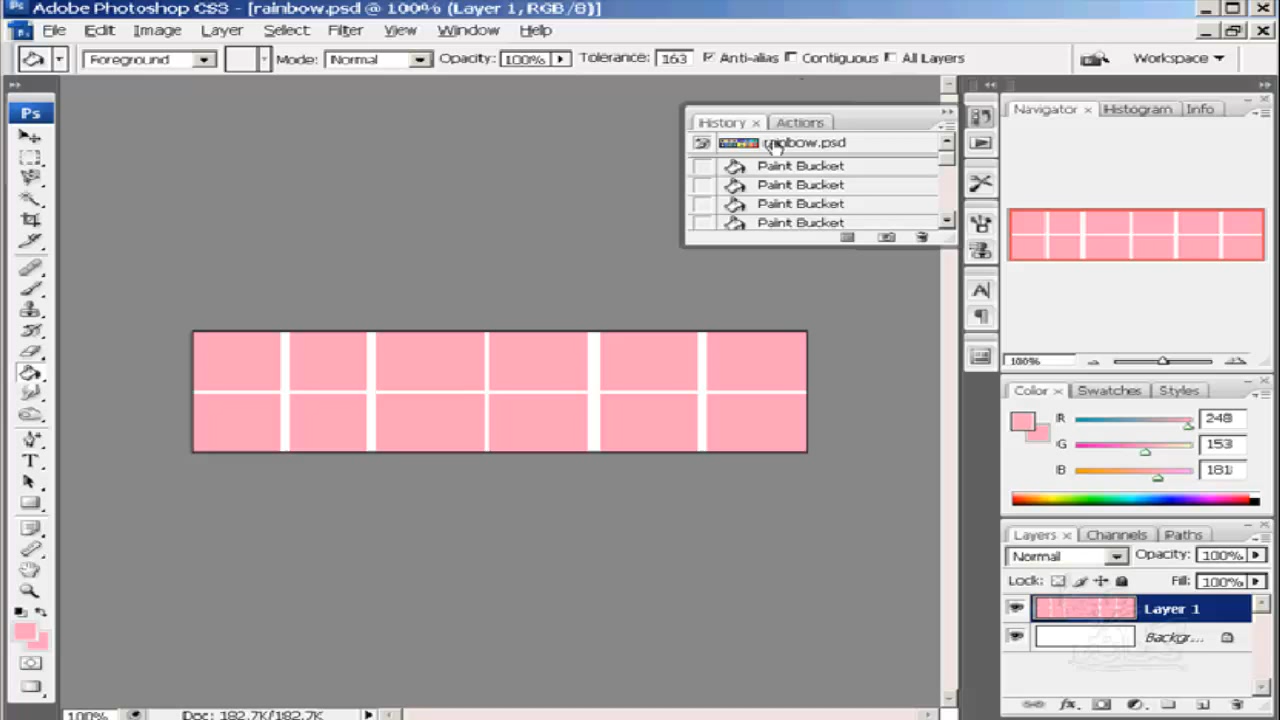 Adobe Photoshop CS3 - [rainbow.psd @ 100% (Layer 1,RGB/8)]
File Edit Image Layer Select Filter View Window Help
Foreground Mode: Normal Opacity: 100% Tolerance: 163 Anti-alias Contiguous All Layers Workspace
Ps
History Actions
rainbow.psd
Paint Bucket
Paint Bucket
Paint Bucket
Paint Bucket
Navigator Histogram Info
100%
Color Swatches Styles
R 248
G 153
B 181
Layers Channels Paths
Normal Opacity: 100%
Lock: Fill: 100%
Layer 1
Backgr...
100% Doc: 182.7K/182.7K